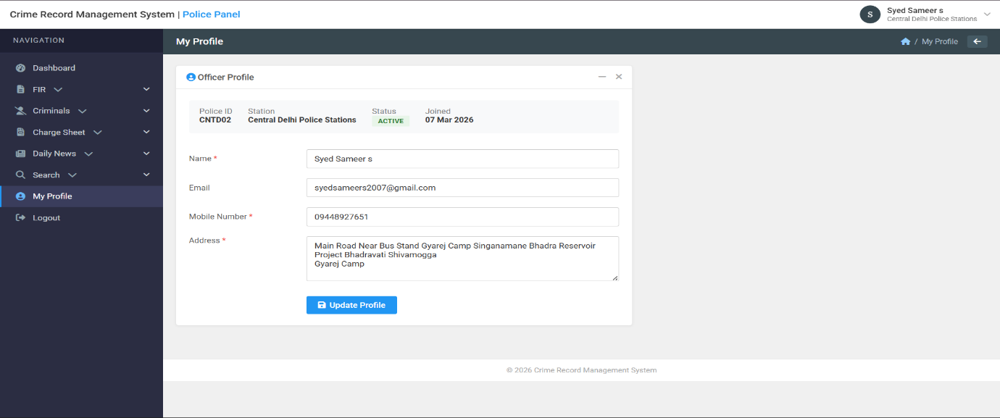 Crime Record Management System | Police Panel
S
Syed Sameer s
Central Delhi Police Stations
NAVIGATION
Dashboard
FIR
Criminals
Charge Sheet
Daily News
Search
My Profile
Logout
My Profile
/ My Profile
Officer Profile
Police ID
CNTD02
Station
Central Delhi Police Stations
Status
ACTIVE
Joined
07 Mar 2026
Name *
Syed Sameer s
Email
syedsameers2007@gmail.com
Mobile Number *
09448927651
Address *
Main Road Near Bus Stand Gyarej Camp Singanamane Bhadra Reservoir
Project Bhadravati Shivamogga
Gyarej Camp
Update Profile
© 2026 Crime Record Management System